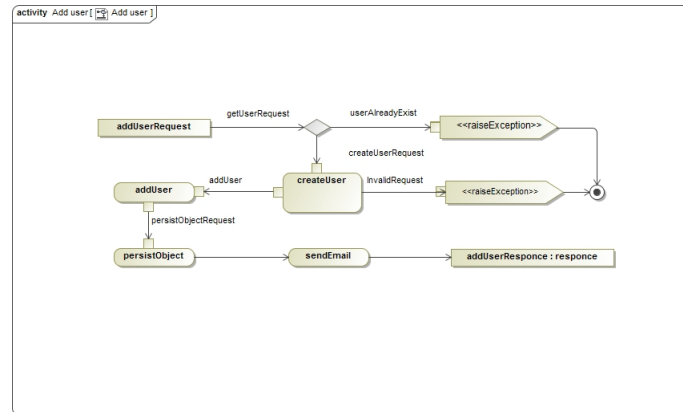 activity Add user [ Add user ]
getUserRequest
userAlreadyExist
addUserRequest
<<raiseException>>
createUserRequest
addUser
createUser
InvalidRequest
addUser
<<raiseException>>
persistObjectRequest
persistObject
sendEmail
addUserResponce : responce